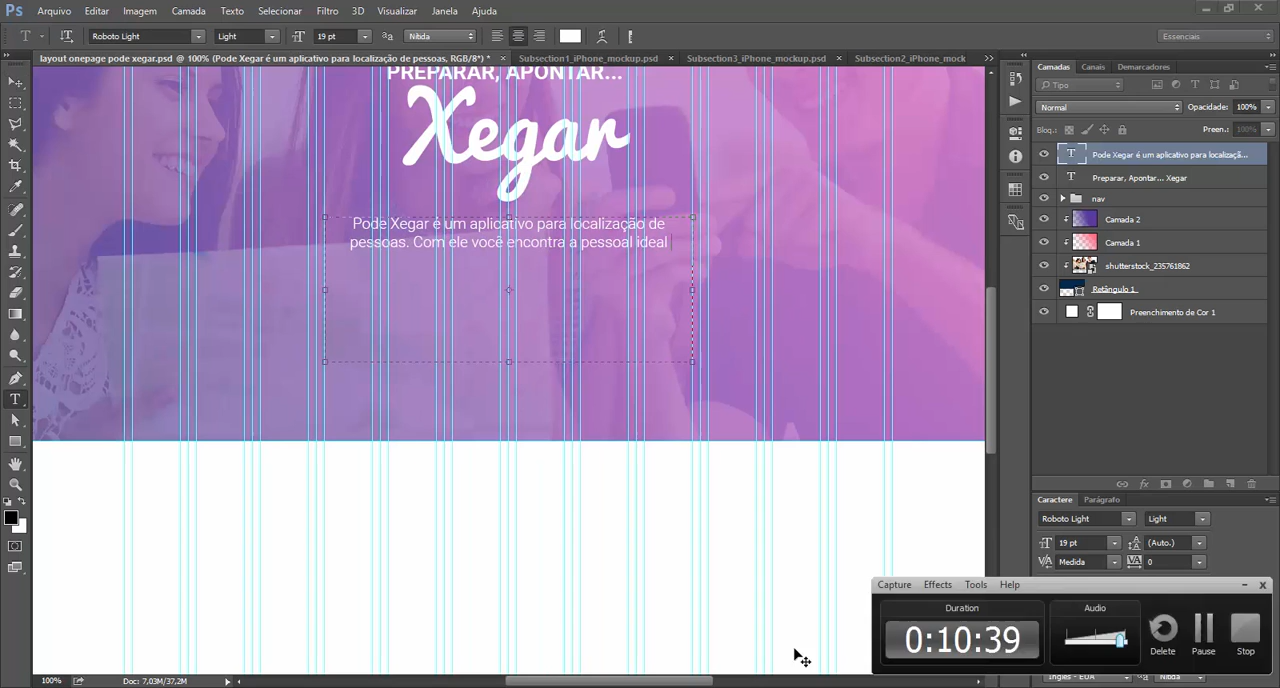 Ps Arquivo Editar Imagem Camada Texto Selecionar Filtro 3D Visualizar Janela Ajuda
T Roboto Light Light 19 pt aa Nítida Essenciais
layout onepage pode xegar.psd @ 100% (Pode Xegar é um aplicativo para localização de pessoas, RGB/8*) * × Subsection1_iPhone_mockup.psd × Subsection3_iPhone_mockup.psd × Subsection2_iPhone_mock
PREPARAR, APONTAR...
Xegar
Pode Xegar é um aplicativo para localização de
pessoas. Com ele você encontra a pessoal ideal
Camadas Canais Demarcadores
Tipo
Normal Opacidade: 100%
Bloq.: Preen.: 100%
T Pode Xegar é um aplicativo para localizaçã...
T Preparar, Apontar... Xegar
nav
Camada 2
Camada 1
shutterstock_235761862
Retângulo 1
Preenchimento de Cor 1
Caractere Parágrafo
Roboto Light Light
19 pt (Auto.)
Medida 0
Capture Effects Tools Help
Duration Audio
0:10:39
Delete Pause Stop
Inglês - EUA Nítida
100% Doc: 7,03M/37,2M